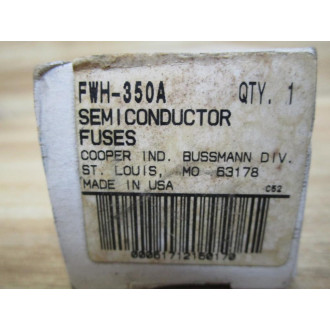 FWH-350A QTY. 1
SEMICONDUCTOR
FUSES
COOPER IND. BUSSMANN DIV.
ST. LOUIS, MO 63178
MADE IN USA C52